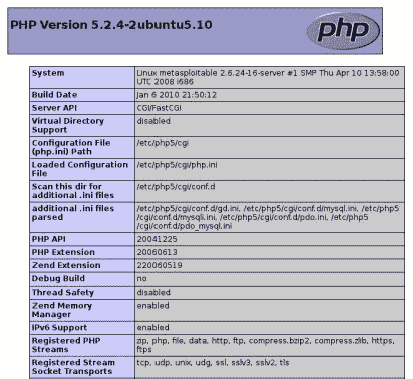 PHP Version 5.2.4-2ubuntu5.10
php
System Linux metasploitable 2.6.24-16-server #1 SMP Thu Apr 10 13:58:00
UTC 2008 i686
Build Date Jan 6 2010 21:50:12
Server API CGI/FastCGI
Virtual Directory disabled
Support
Configuration File /etc/php5/cgi
(php.ini) Path
Loaded Configuration /etc/php5/cgi/php.ini
File
Scan this dir for /etc/php5/cgi/conf.d
additional .ini files
additional .ini files /etc/php5/cgi/conf.d/gd.ini, /etc/php5/cgi/conf.d/mysql.ini, /etc/php5
parsed /cgi/conf.d/mysqli.ini, /etc/php5/cgi/conf.d/pdo.ini, /etc/php5
/cgi/conf.d/pdo_mysql.ini
PHP API 20041225
PHP Extension 20060613
Zend Extension 220060519
Debug Build no
Thread Safety disabled
Zend Memory enabled
Manager
IPv6 Support enabled
Registered PHP zip, php, file, data, http, ftp, compress.bzip2, compress.zlib, https,
Streams ftps
Registered Stream tcp, udp, unix, udg, ssl, sslv3, sslv2, tls
Socket Transports